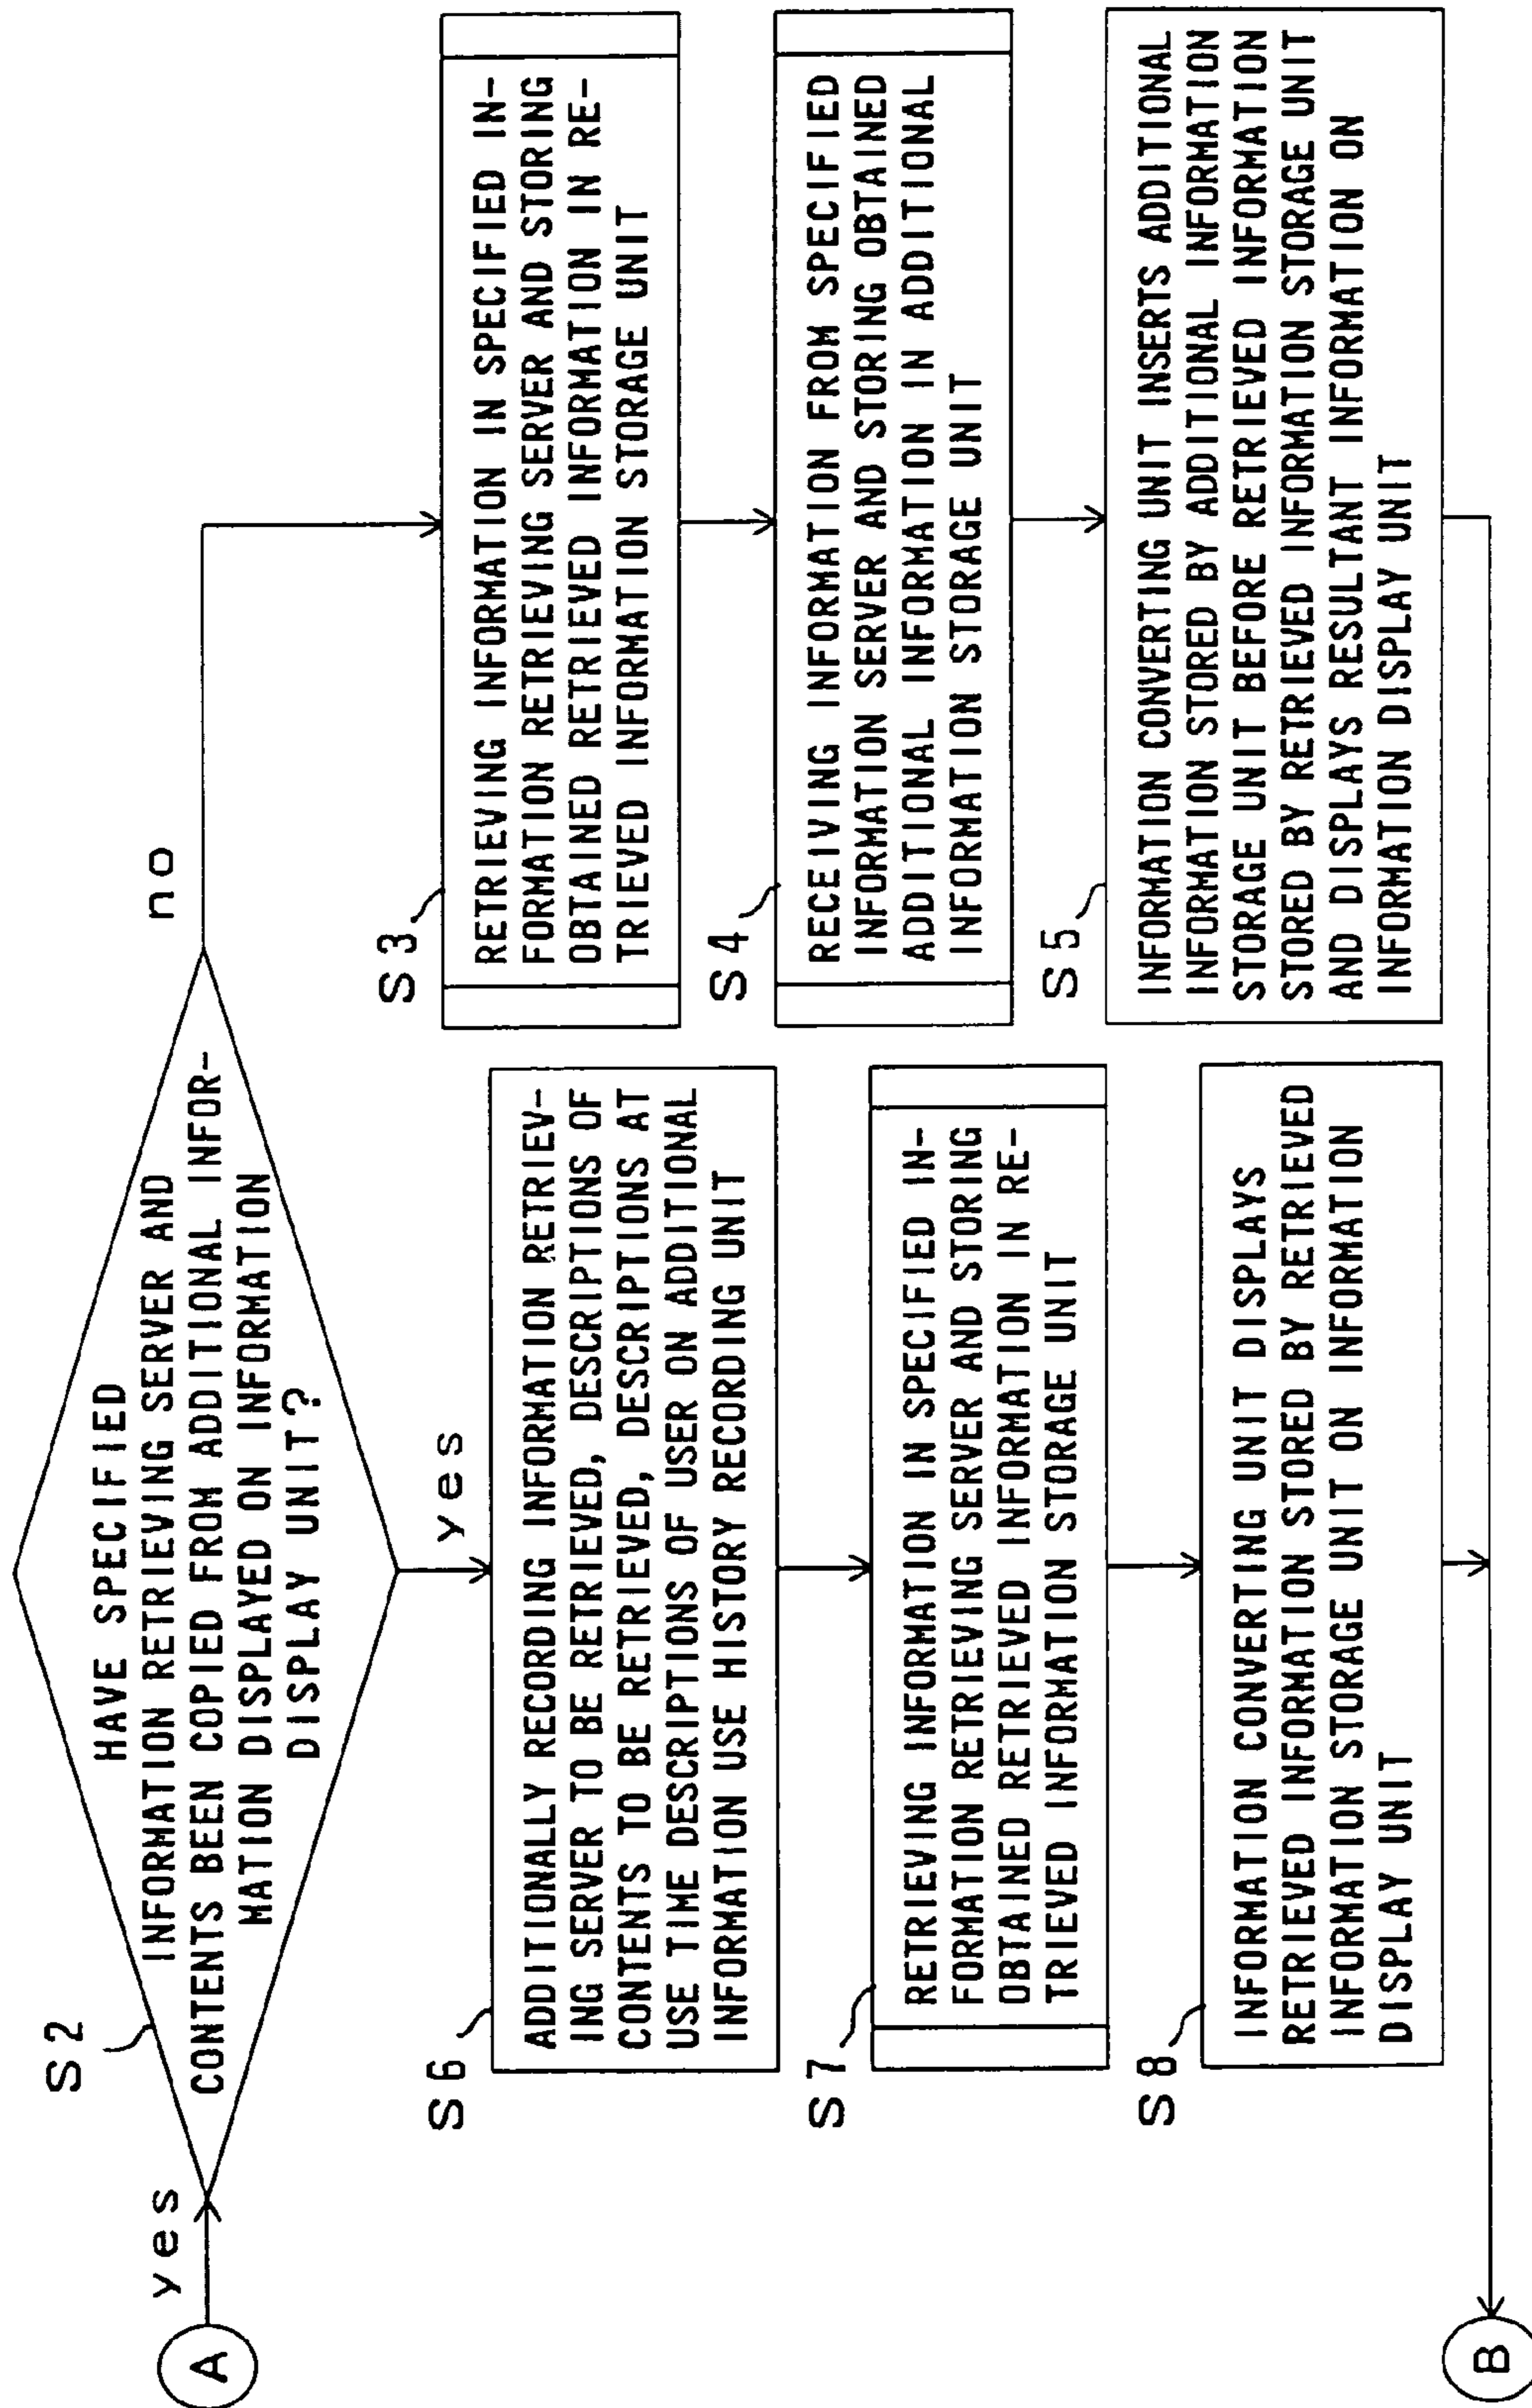 A
yes
S2
HAVE SPECIFIED
INFORMATION RETRIEVING SERVER AND
CONTENTS BEEN COPIED FROM ADDITIONAL INFOR-
MATION DISPLAYED ON INFORMATION
DISPLAY UNIT?
no
yes
S6
ADDITIONALLY RECORDING INFORMATION RETRIEV-
ING SERVER TO BE RETRIEVED, DESCRIPTIONS OF
CONTENTS TO BE RETRIEVED, DESCRIPTIONS AT
USE TIME DESCRIPTIONS OF USER ON ADDITIONAL
INFORMATION USE HISTORY RECORDING UNIT
S7
RETRIEVING INFORMATION IN SPECIFIED IN-
FORMATION RETRIEVING SERVER AND STORING
OBTAINED RETRIEVED INFORMATION IN RE-
TRIEVED INFORMATION STORAGE UNIT
S8
INFORMATION CONVERTING UNIT DISPLAYS
RETRIEVED INFORMATION STORED BY RETRIEVED
INFORMATION STORAGE UNIT ON INFORMATION
DISPLAY UNIT
S3
RETRIEVING INFORMATION IN SPECIFIED IN-
FORMATION RETRIEVING SERVER AND STORING
OBTAINED RETRIEVED INFORMATION IN RE-
TRIEVED INFORMATION STORAGE UNIT
S4
RECEIVING INFORMATION FROM SPECIFIED
INFORMATION SERVER AND STORING OBTAINED
ADDITIONAL INFORMATION IN ADDITIONAL
INFORMATION STORAGE UNIT
S5
INFORMATION CONVERTING UNIT INSERTS ADDITIONAL
INFORMATION STORED BY ADDITIONAL INFORMATION
STORAGE UNIT BEFORE RETRIEVED INFORMATION
STORED BY RETRIEVED INFORMATION STORAGE UNIT
AND DISPLAYS RESULTANT INFORMATION ON
INFORMATION DISPLAY UNIT
B